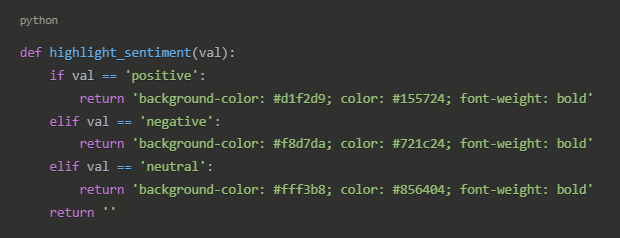 python
def highlight_sentiment(val):
    if val == 'positive':
        return 'background-color: #d1f2d9; color: #155724; font-weight: bold'
    elif val == 'negative':
        return 'background-color: #f8d7da; color: #721c24; font-weight: bold'
    elif val == 'neutral':
        return 'background-color: #fff3b8; color: #856404; font-weight: bold'
    return ''